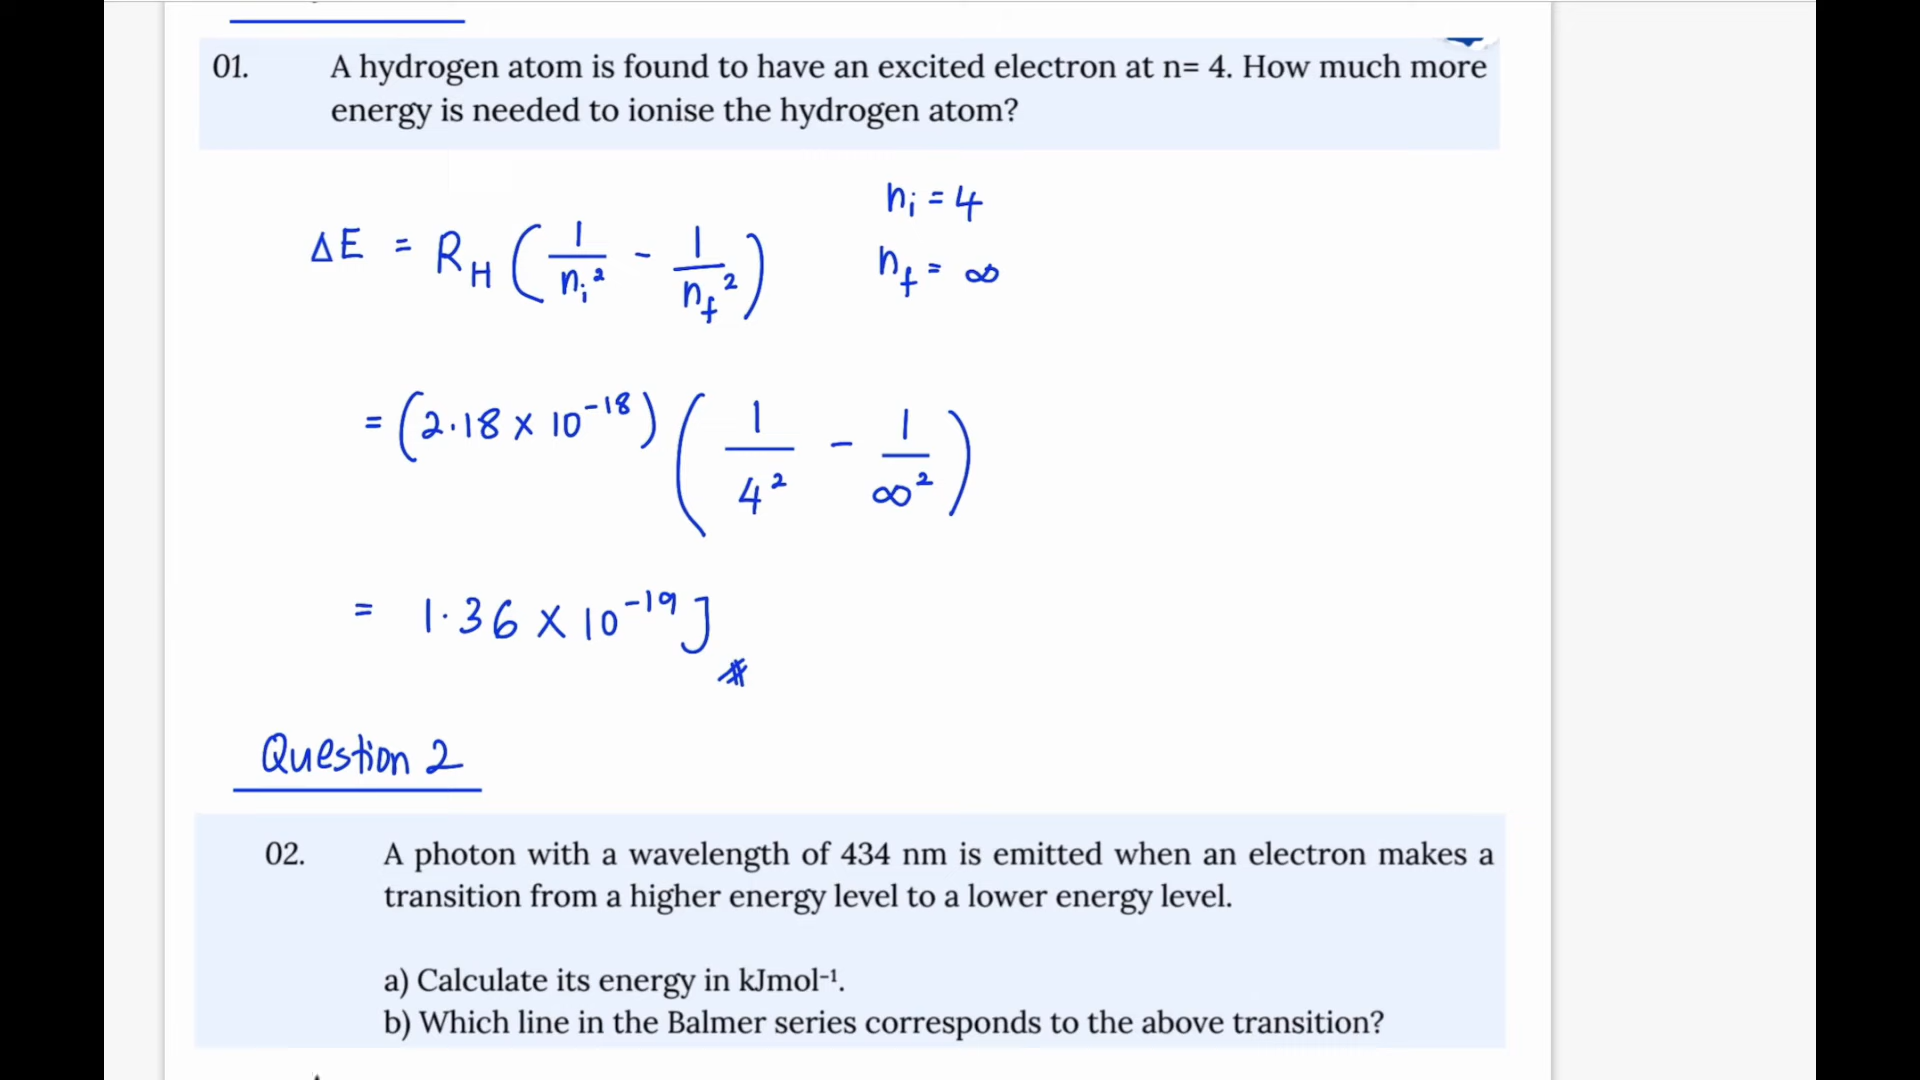 01. A hydrogen atom is found to have an excited electron at n= 4. How much more
energy is needed to ionise the hydrogen atom?
nᵢ = 4
ΔE = R_H (1/nᵢ² - 1/n_f²)
n_f = ∞
= (2.18 × 10⁻¹⁸) (1/4² - 1/∞²)
= 1.36 × 10⁻¹⁹ J
Question 2
02. A photon with a wavelength of 434 nm is emitted when an electron makes a
transition from a higher energy level to a lower energy level.
a) Calculate its energy in kJmol⁻¹.
b) Which line in the Balmer series corresponds to the above transition?